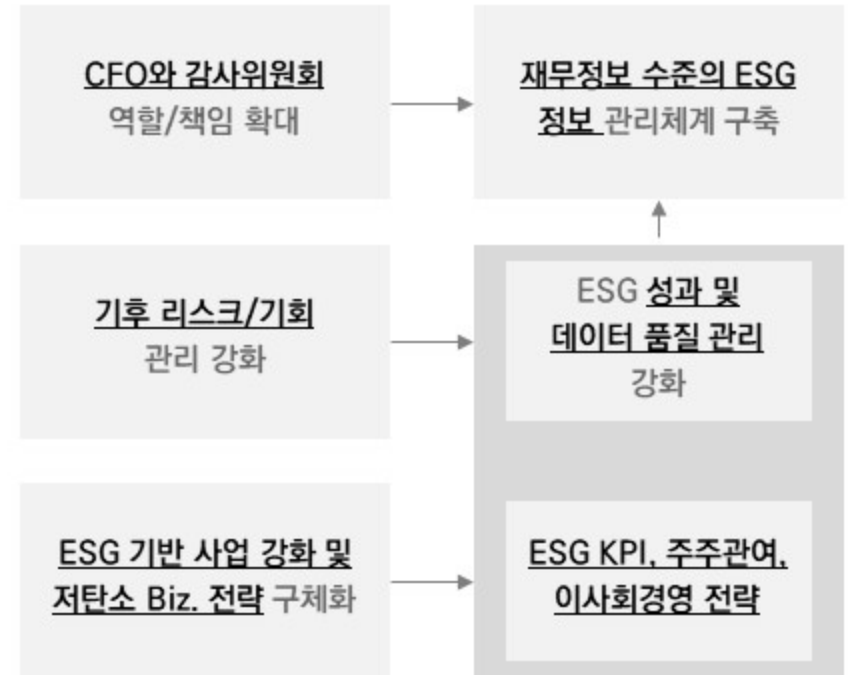 CFO와 감사위원회
역할/책임 확대
재무정보 수준의 ESG
정보 관리체계 구축
기후 리스크/기회
관리 강화
ESG 성과 및
데이터 품질 관리
강화
ESG 기반 사업 강화 및
저탄소 Biz. 전략 구체화
ESG KPI, 주주관여,
이사회경영 전략